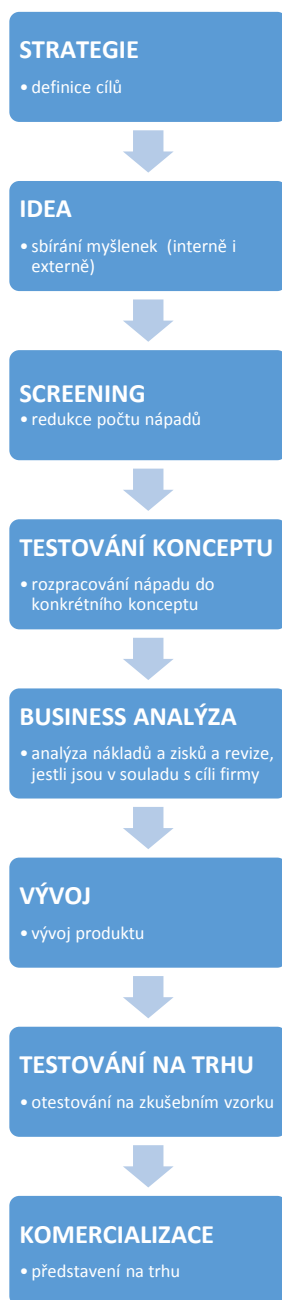 STRATEGIE
• definice cílů
IDEA
• sbírání myšlenek (interně i
externě)
SCREENING
• redukce počtu nápadů
TESTOVÁNÍ KONCEPTU
• rozpracování nápadu do
konkrétního konceptu
BUSINESS ANALÝZA
• analýza nákladů a zisků a revize,
jestli jsou v souladu s cíli firmy
VÝVOJ
• vývoj produktu
TESTOVÁNÍ NA TRHU
• otestování na zkušebním vzorku
KOMERCIALIZACE
• představení na trhu